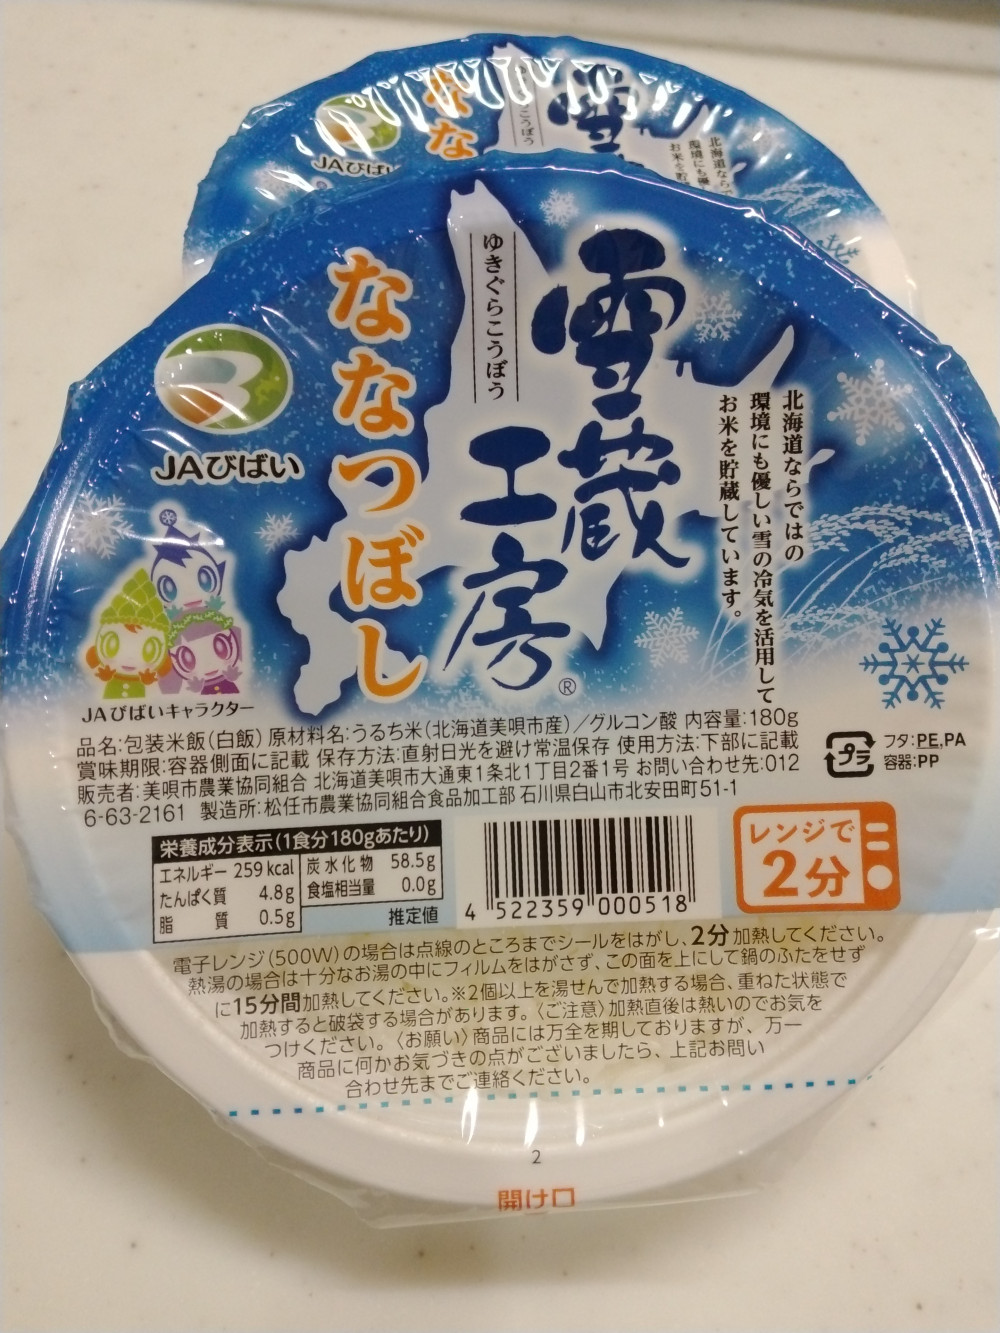 JAびばい
なな
雪
北海道ならで
環境にも優
お米を貯
ゆきぐらこうぼう
雪蔵
工房®
ななつぼし
北海道ならではの
環境にも優しい雪の冷気を活用して
お米を貯蔵しています。
JAびばい
JAびばいキャラクター
品名:包装米飯(白飯) 原材料名:うるち米(北海道美唄市産)/グルコン酸 内容量:180g
賞味期限:容器側面に記載 保存方法:直射日光を避け常温保存 使用方法:下部に記載
販売者:美唄市農業協同組合 北海道美唄市大通東1条北1丁目2番1号 お問い合わせ先:012
6-63-2161 製造所:松任市農業協同組合食品加工部 石川県白山市北安田町51-1
プラ
フタ:PE,PA
容器:PP
栄養成分表示(1食分180gあたり)
エネルギー 259kcal 炭水化物 58.5g
たんぱく質 4.8g 食塩相当量 0.0g
脂質 0.5g
推定値
4 522359 000518
レンジで
2分
電子レンジ(500W)の場合は点線のところまでシールをはがし、2分加熱してください。
熱湯の場合は十分なお湯の中にフィルムをはがさず、この面を上にして鍋のふたをせず
に15分間加熱してください。※2個以上を湯せんで加熱する場合、重ねた状態で
加熱すると破袋する場合があります。〈ご注意〉加熱直後は熱いのでお気を
つけください。〈お願い〉商品には万全を期しておりますが、万一
商品に何かお気づきの点がございましたら、上記お問い
合わせ先までご連絡ください。
2
開け口